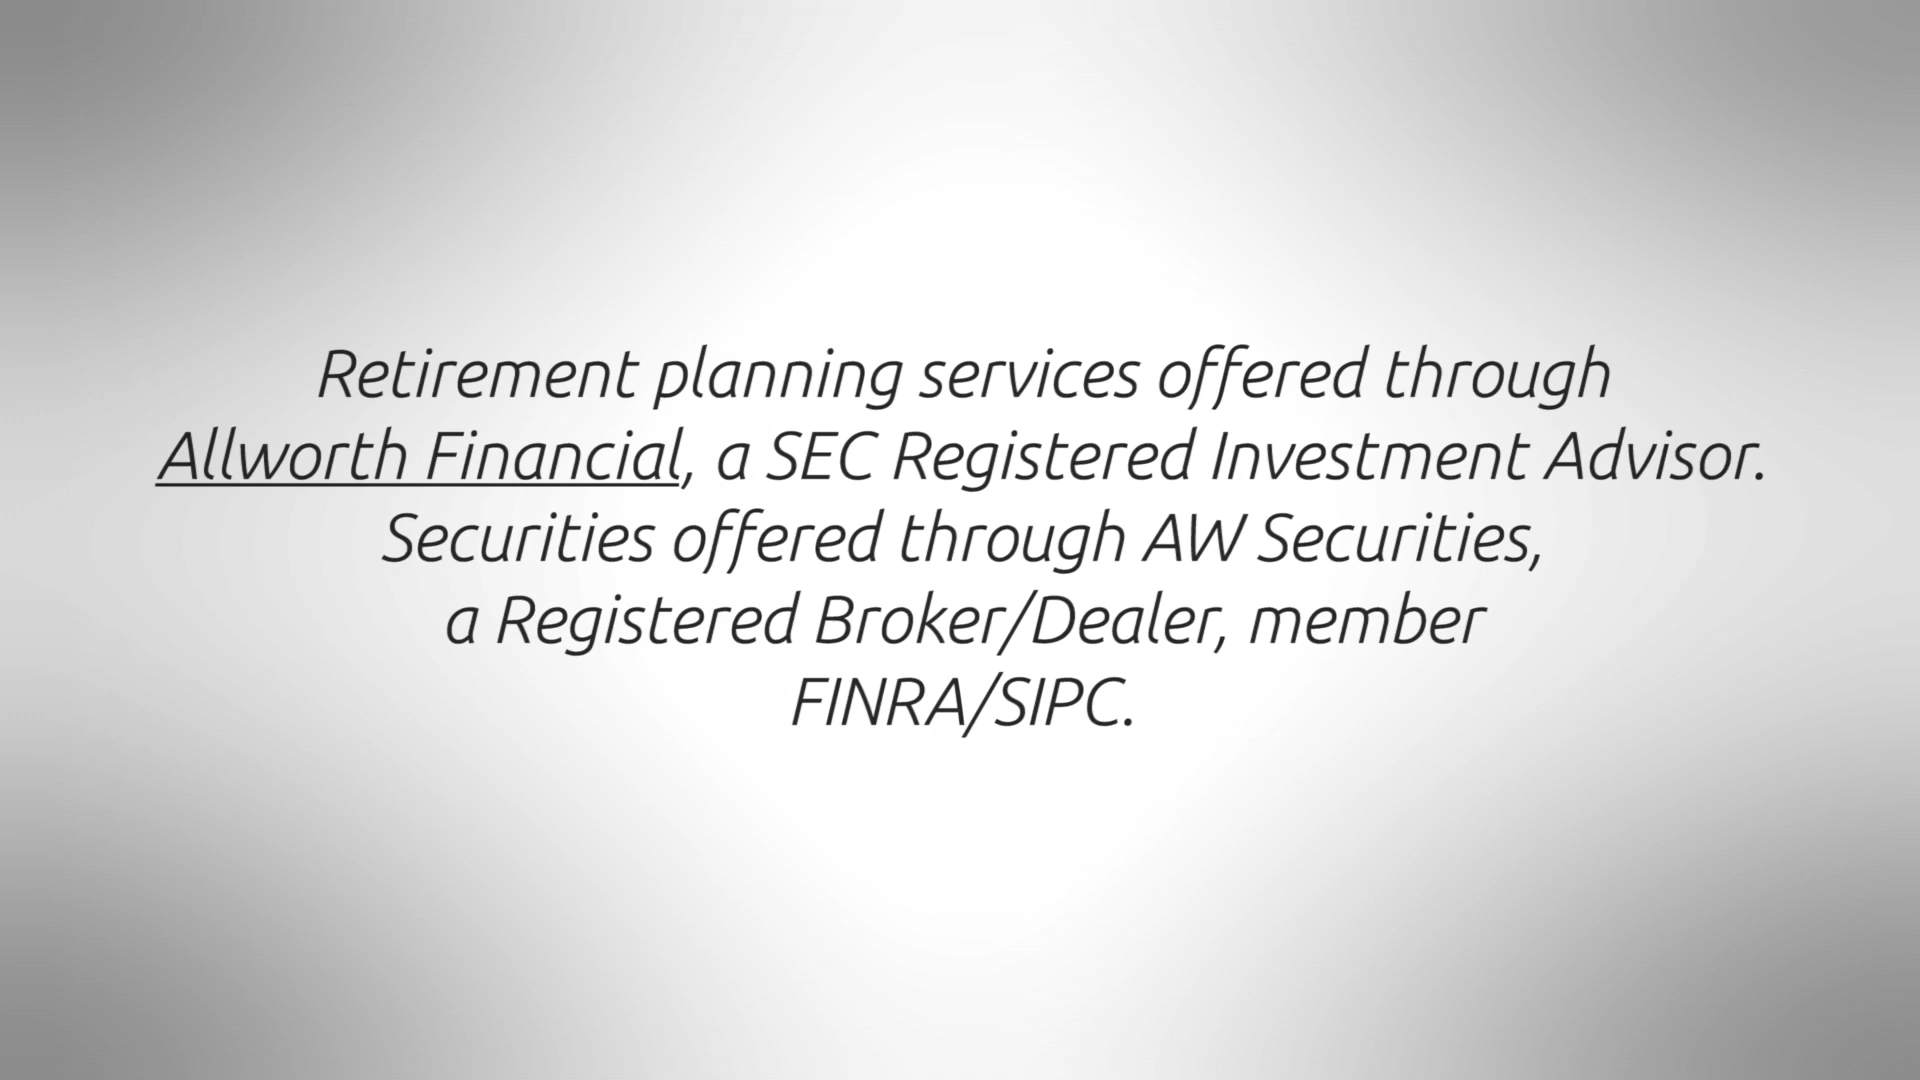 Retirement planning services offered through
Allworth Financial, a SEC Registered Investment Advisor.
Securities offered through AW Securities,
a Registered Broker/Dealer, member
FINRA/SIPC.